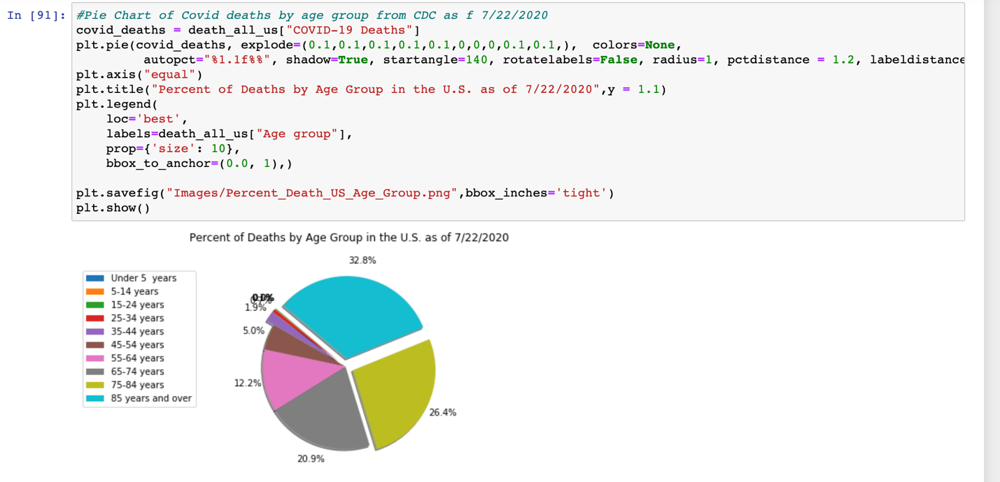 In [91]: #Pie Chart of Covid deaths by age group from CDC as f 7/22/2020
covid_deaths = death_all_us["COVID-19 Deaths"]
plt.pie(covid_deaths, explode=(0.1,0.1,0.1,0.1,0.1,0,0,0,0.1,0.1,), colors=None,
autopct="%1.1f%%", shadow=True, startangle=140, rotatelabels=False, radius=1, pctdistance = 1.2, labeldistance
plt.axis("equal")
plt.title("Percent of Deaths by Age Group in the U.S. as of 7/22/2020",y = 1.1)
plt.legend(
loc='best',
labels=death_all_us["Age group"],
prop={'size': 10},
bbox_to_anchor=(0.0, 1),)
plt.savefig("Images/Percent_Death_US_Age_Group.png",bbox_inches='tight')
plt.show()
Percent of Deaths by Age Group in the U.S. as of 7/22/2020
Under 5 years
5-14 years
15-24 years
25-34 years
35-44 years
45-54 years
55-64 years
65-74 years
75-84 years
85 years and over
32.8%
1.9%
5.0%
12.2%
20.9%
26.4%